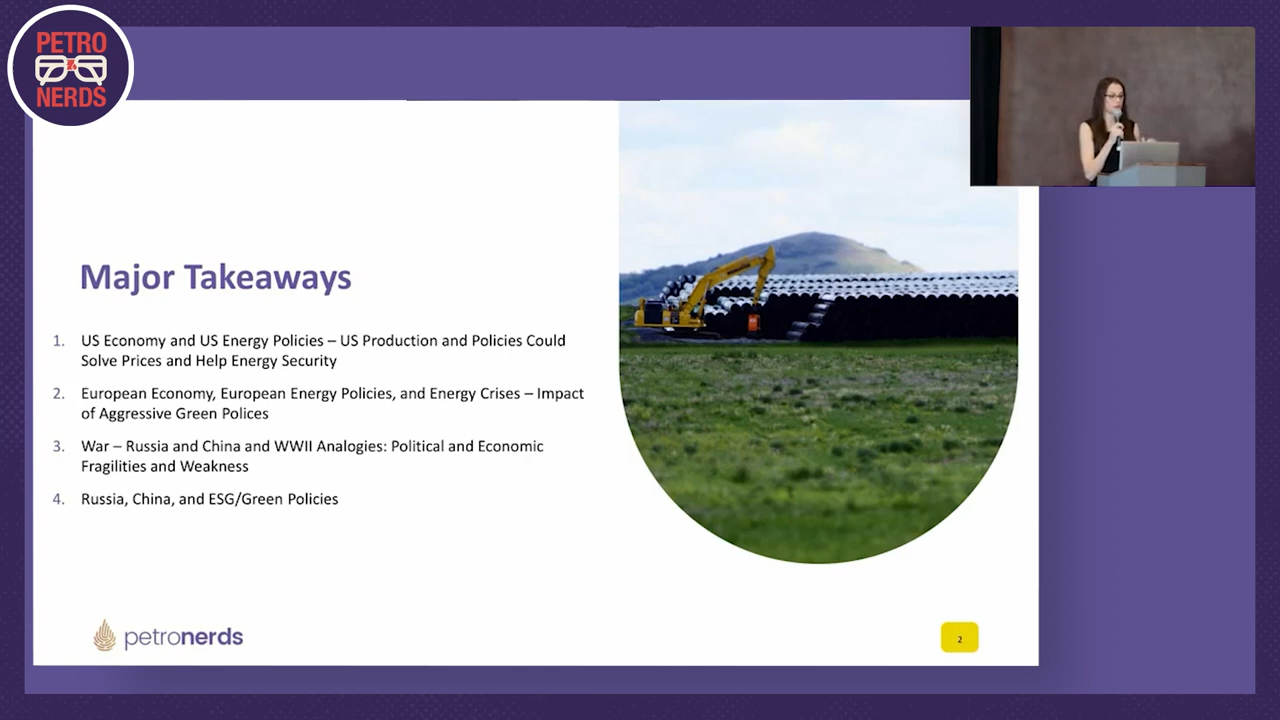 PETRO
NERDS
Major Takeaways
1. US Economy and US Energy Policies – US Production and Policies Could
Solve Prices and Help Energy Security
2. European Economy, European Energy Policies, and Energy Crises – Impact
of Aggressive Green Polices
3. War – Russia and China and WWII Analogies: Political and Economic
Fragilities and Weakness
4. Russia, China, and ESG/Green Policies
petronerds
2